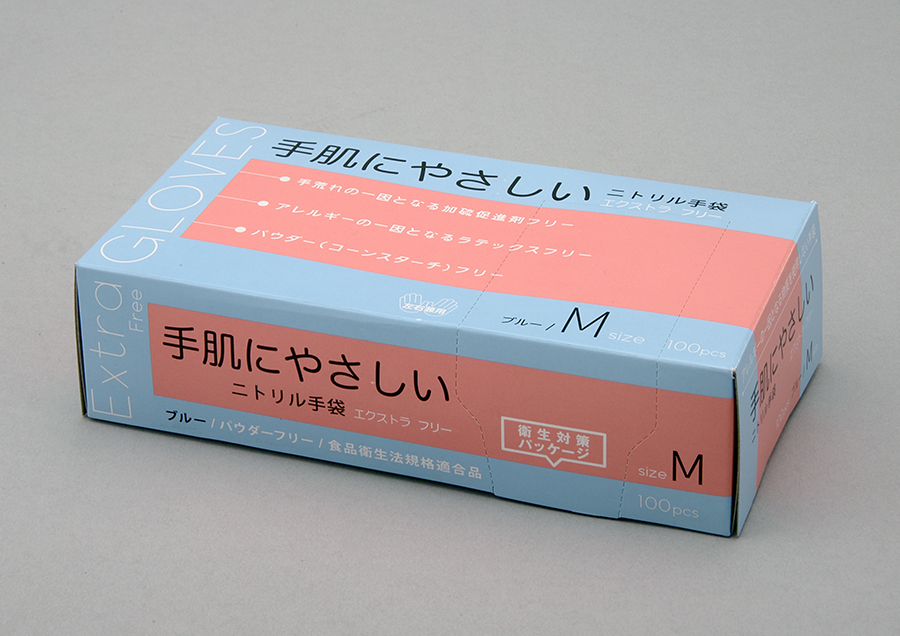 Extra Free GLOVES
手肌にやさしい
ニトリル手袋
エクストラ フリー
手荒れの一因となる加硫促進剤フリー
アレルギーの一因となるラテックスフリー
パウダー(コーンスターチ)フリー
左右兼用
ブルー/M size
100pcs
手肌にやさしい
ニトリル手袋 エクストラ フリー
ブルー/パウダーフリー/食品衛生法規格適合品
衛生対策
パッケージ
size M
100pcs
手肌にやさしい
ニトリル手袋
M